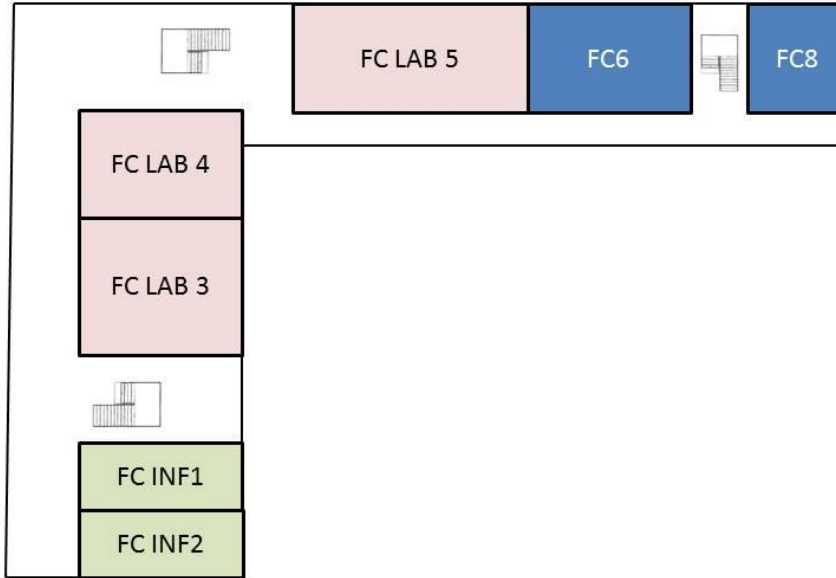 FC LAB 5
FC6
FC8
FC LAB 4
FC LAB 3
FC INF1
FC INF2